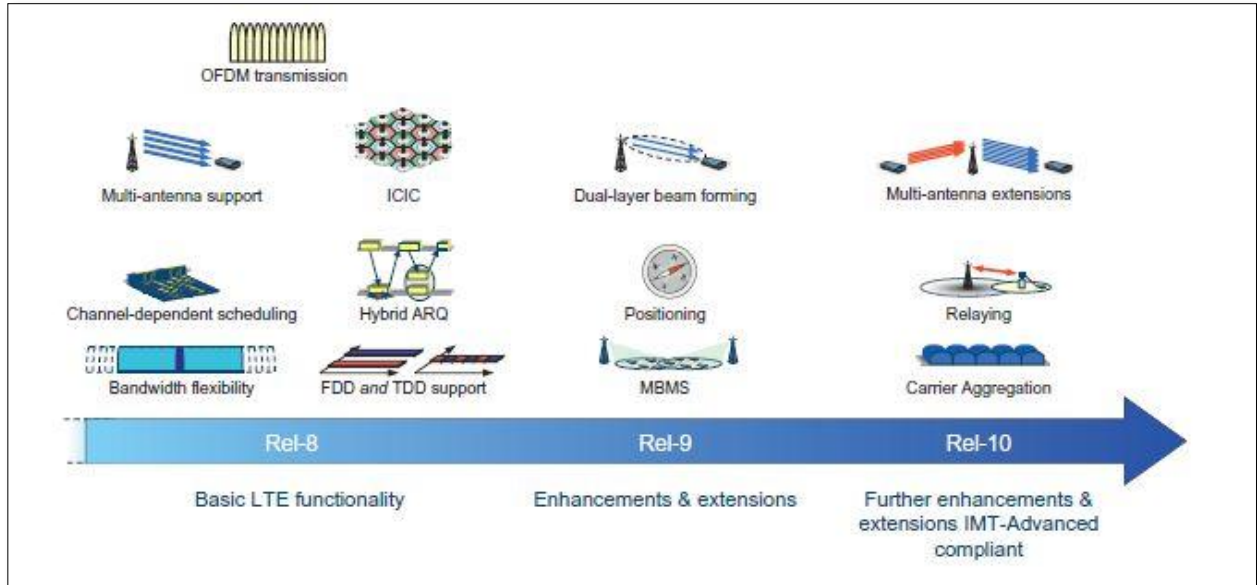 OFDM transmission
Multi-antenna support
ICIC
Dual-layer beam forming
Multi-antenna extensions
Channel-dependent scheduling
Hybrid ARQ
Positioning
Relaying
Bandwidth flexibility
FDD and TDD support
MBMS
Carrier Aggregation
Rel-8
Rel-9
Rel-10
Basic LTE functionality
Enhancements & extensions
Further enhancements &
extensions IMT-Advanced
compliant